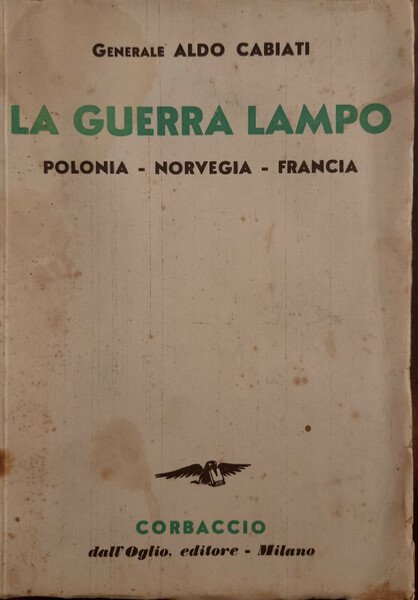 Generale ALDO CABIATI
LA GUERRA LAMPO
POLONIA - NORVEGIA - FRANCIA
CORBACCIO
dall'Oglio, editore - Milano